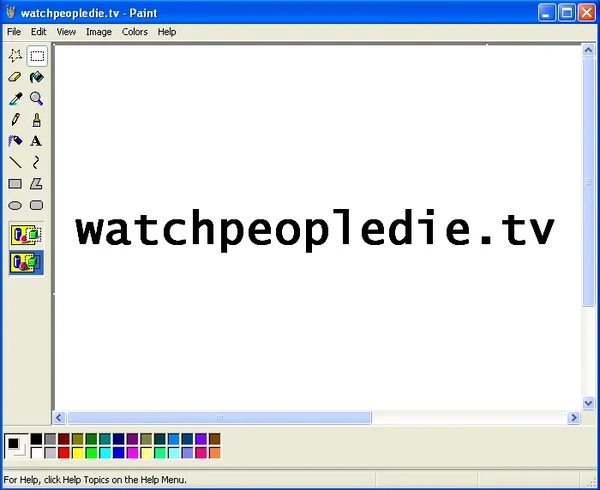 watchpeopledie.tv - Paint
File Edit View Image Colors Help
A
watchpeopledie.tv
For Help, click Help Topics on the Help Menu.